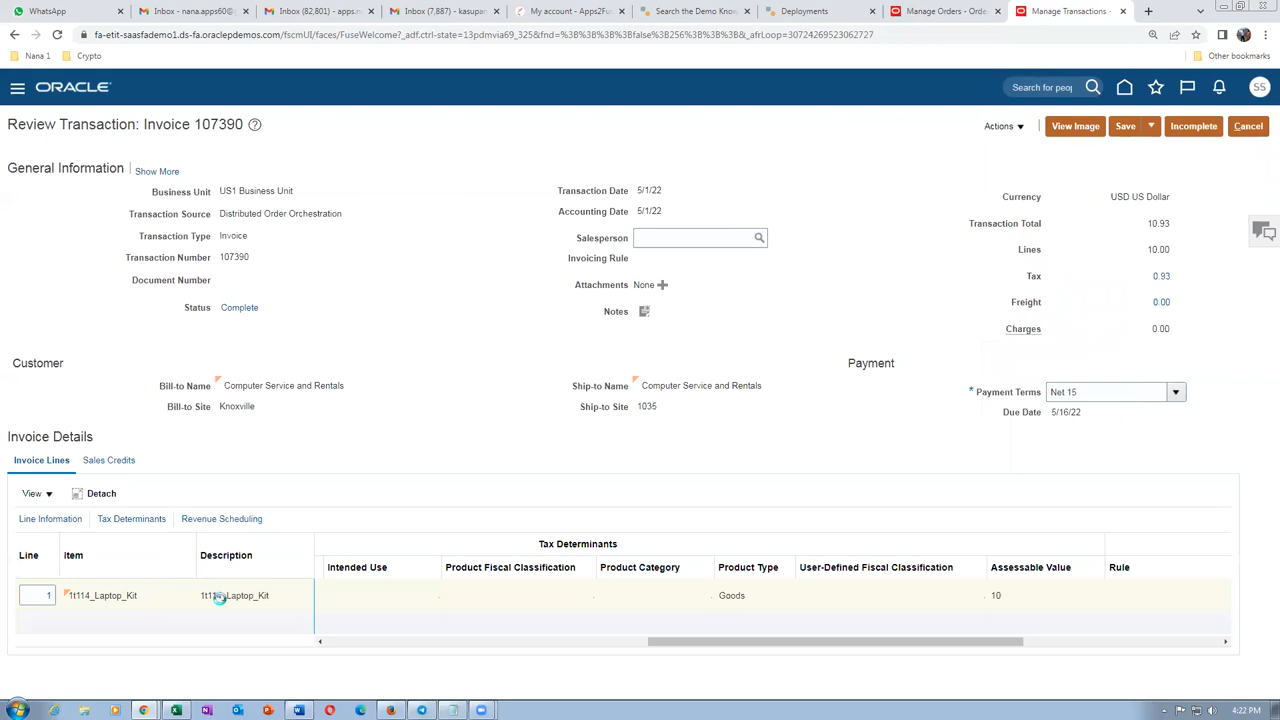 WhatsApp Inbox - nana.apps60@ Inbox (82,801) - apps.n Inbox (7,887) - kasupan My account - Apps2Fu Search the Demo Know Deployments Manage Orders - Orde Manage Transactions -
fa-etit-saasfademo1.ds-fa.oraclepdemos.com/fscmUI/faces/FuseWelcome?_adf.ctrl-state=13pdmvia69_325&fnd=%3B%3B%3B%3Bfalse%3B256%3B%3B%3B&_afrLoop=30724269523062727
Nana 1 Crypto Other bookmarks
ORACLE Search for peop SS
Review Transaction: Invoice 107390
Actions Save View Image Incomplete Cancel
General Information Show More
Business Unit US1 Business Unit
Transaction Source Distributed Order Orchestration
Transaction Type Invoice
Transaction Number 107390
Document Number
Status Complete
Transaction Date 5/1/22
Accounting Date 5/1/22
Salesperson
Invoicing Rule
Attachments None
Notes
Currency USD US Dollar
Transaction Total 10.93
Lines 10.00
Tax 0.93
Freight 0.00
Charges 0.00
Customer
Bill-to Name Computer Service and Rentals
Bill-to Site Knoxville
Ship-to Name Computer Service and Rentals
Ship-to Site 1035
Payment
* Payment Terms Net 15
Due Date 5/16/22
Invoice Details
Invoice Lines Sales Credits
View Detach
Line Information Tax Determinants Revenue Scheduling
Tax Determinants
Line Item Description Intended Use Product Fiscal Classification Product Category Product Type User-Defined Fiscal Classification Assessable Value Rule
1 1t114_Laptop_Kit Laptop_Kit Goods 10
4:22 PM